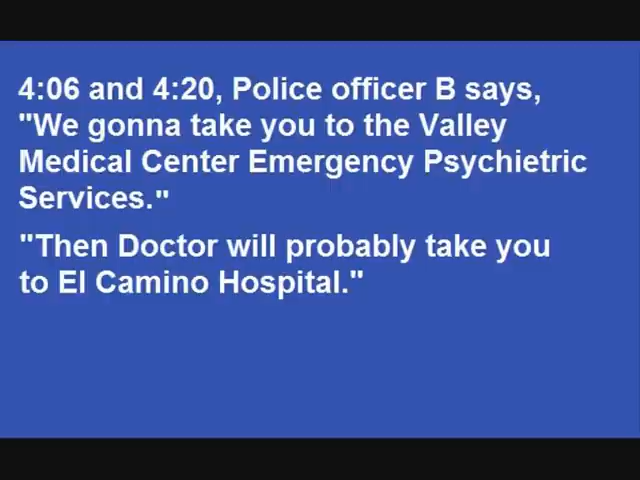 4:06 and 4:20, Police officer B says,
"We gonna take you to the Valley
Medical Center Emergency Psychietric
Services."
"Then Doctor will probably take you
to El Camino Hospital."